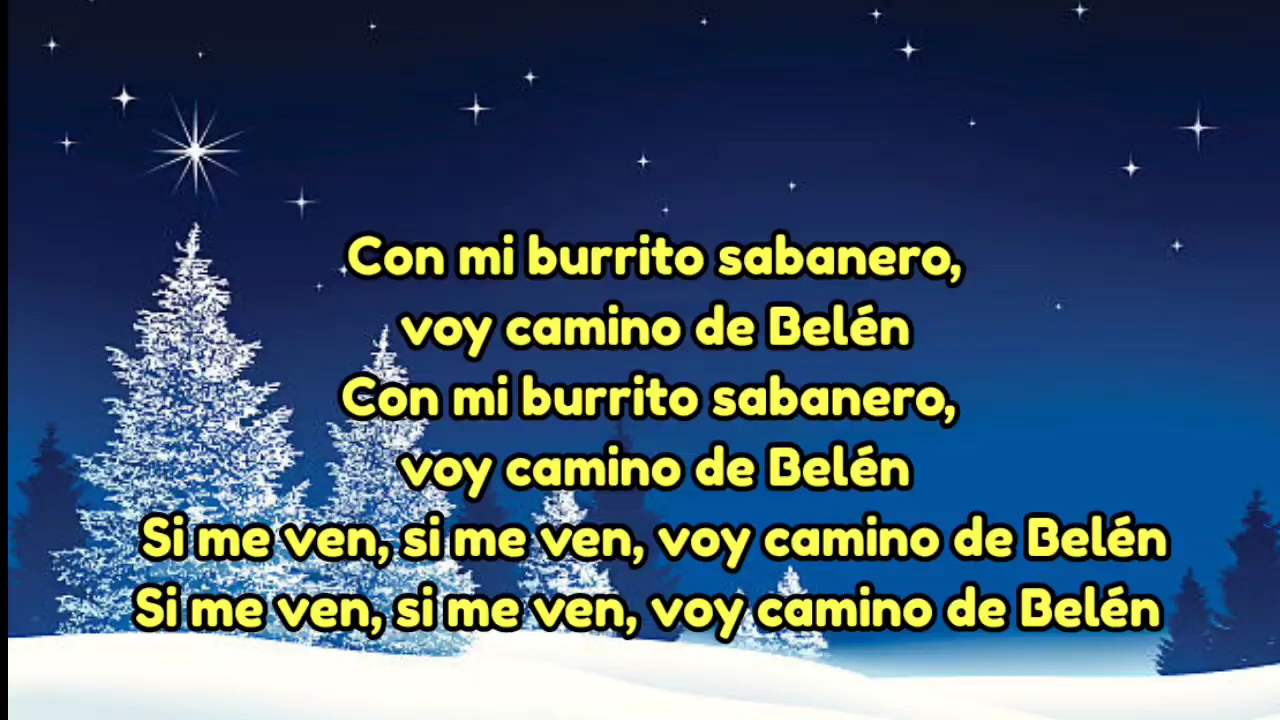 Con mi burrito sabanero,
voy camino de Belén
Con mi burrito sabanero,
voy camino de Belén
Si me ven, si me ven, voy camino de Belén
Si me ven, si me ven, voy camino de Belén